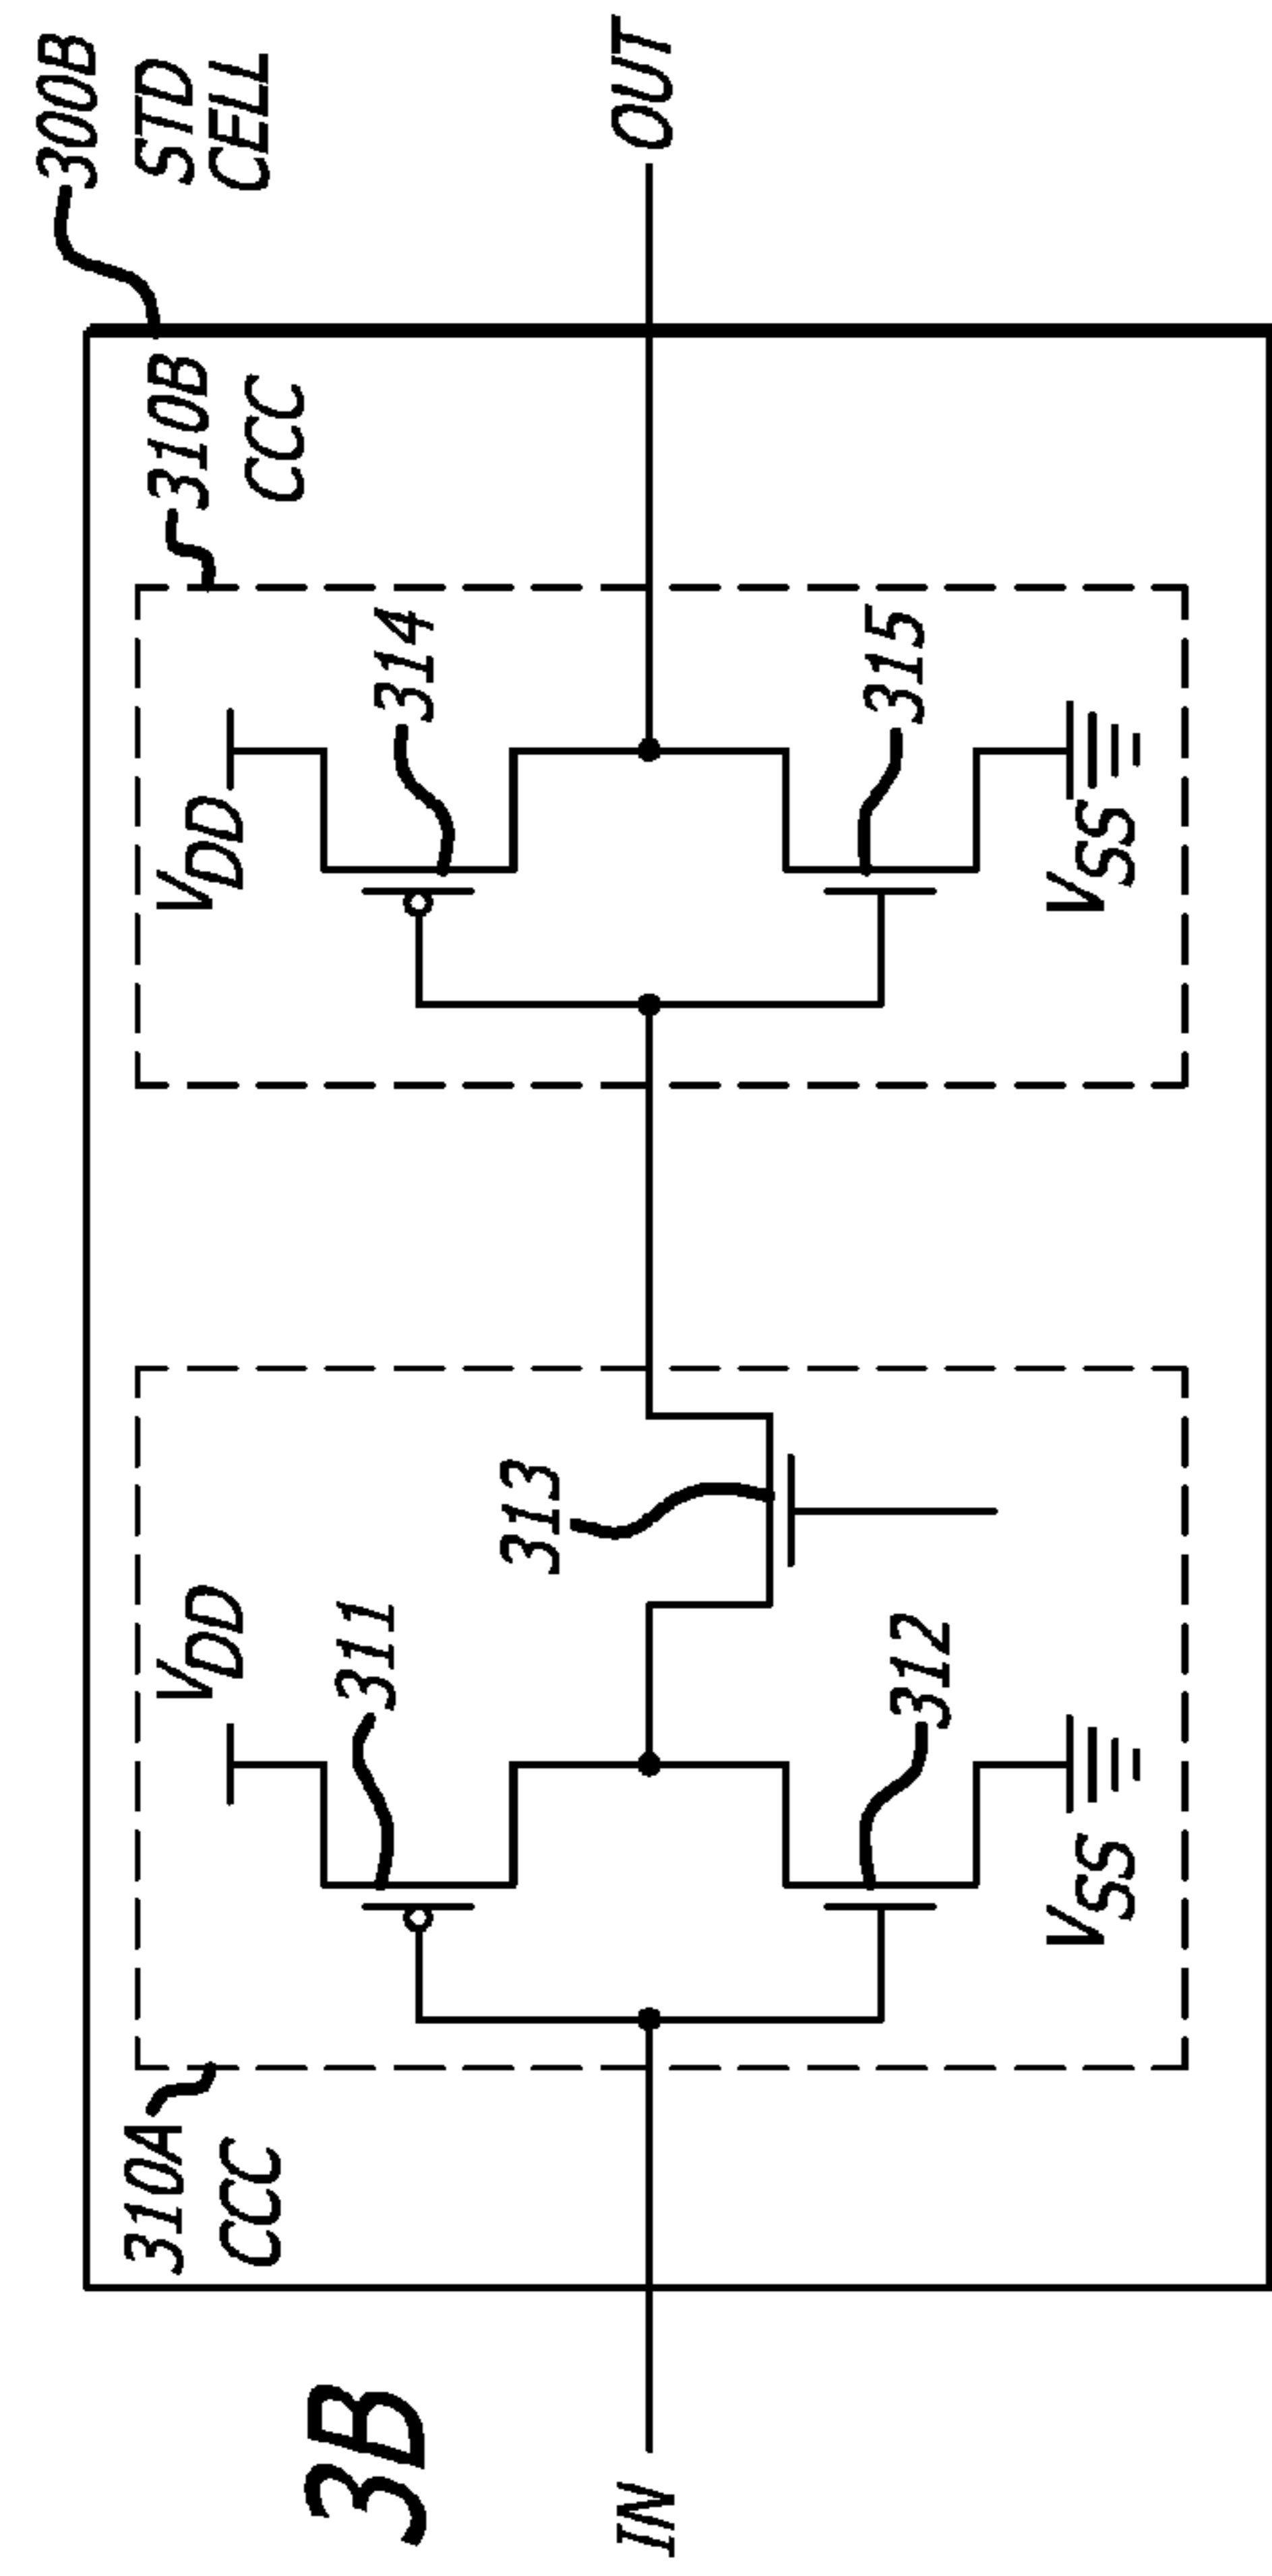 3B
300B
STD
CELL
310A
CCC
310B
CCC
VDD
311
313
312
VSS
VDD
314
315
VSS
IN
OUT